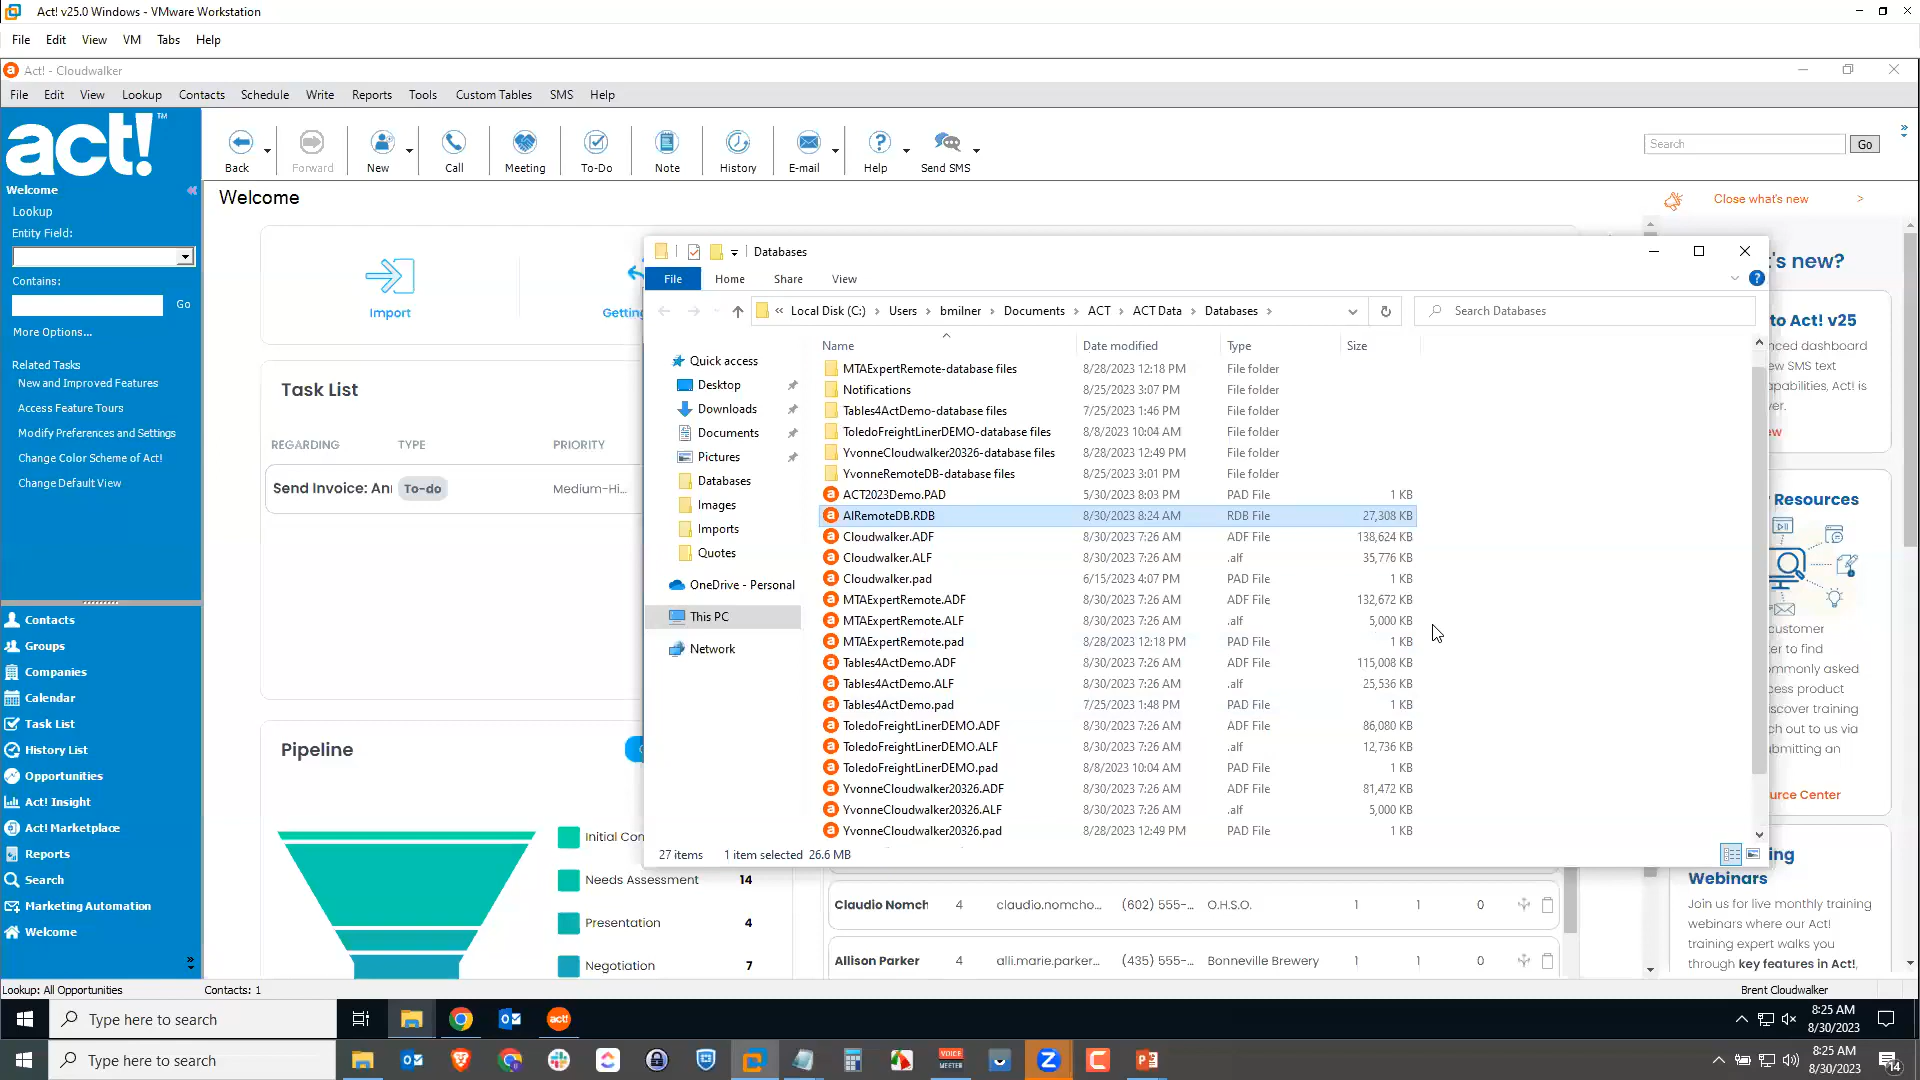 Act! v25.0 Windows - VMware Workstation
File Edit View VM Tabs Help
Act! - Cloudwalker
File Edit View Lookup Contacts Schedule Write Reports Tools Custom Tables SMS Help
act!™
Back Forward New Call Meeting To-Do Note History E-mail Help Send SMS
Search Go
Welcome
Lookup
Entity Field:
Contains:
Go
More Options...
Related Tasks
New and Improved Features
Access Feature Tours
Modify Preferences and Settings
Change Color Scheme of Act!
Change Default View
Contacts
Groups
Companies
Calendar
Task List
History List
Opportunities
Act! Insight
Act! Marketplace
Reports
Search
Marketing Automation
Welcome
Welcome
Close what's new >
Import
Task List
REGARDING TYPE PRIORITY
Send Invoice: To-do Medium-Hi...
Pipeline
Needs Assessment 14
Presentation 4
Negotiation 7
Databases
File Home Share View
« Local Disk (C:) › Users › bmilner › Documents › ACT › ACT Data › Databases ›
Search Databases
Quick access
Desktop
Downloads
Documents
Pictures
Databases
Images
Imports
Quotes
OneDrive - Personal
This PC
Network
Name Date modified Type Size
MTAExpertRemote-database files 8/28/2023 12:18 PM File folder
Notifications 8/25/2023 3:07 PM File folder
Tables4ActDemo-database files 7/25/2023 1:46 PM File folder
ToledoFreightLinerDEMO-database files 8/8/2023 10:04 AM File folder
YvonneCloudwalker20326-database files 8/28/2023 12:49 PM File folder
YvonneRemoteDB-database files 8/25/2023 3:01 PM File folder
ACT2023Demo.PAD 5/30/2023 8:03 PM PAD File 1 KB
AIRemoteDB.RDB 8/30/2023 8:24 AM RDB File 27,308 KB
Cloudwalker.ADF 8/30/2023 7:26 AM ADF File 138,624 KB
Cloudwalker.ALF 8/30/2023 7:26 AM .alf 35,776 KB
Cloudwalker.pad 6/15/2023 4:07 PM PAD File 1 KB
MTAExpertRemote.ADF 8/30/2023 7:26 AM ADF File 132,672 KB
MTAExpertRemote.ALF 8/30/2023 7:26 AM .alf 5,000 KB
MTAExpertRemote.pad 8/28/2023 12:18 PM PAD File 1 KB
Tables4ActDemo.ADF 8/30/2023 7:26 AM ADF File 115,008 KB
Tables4ActDemo.ALF 8/30/2023 7:26 AM .alf 25,536 KB
Tables4ActDemo.pad 7/25/2023 1:48 PM PAD File 1 KB
ToledoFreightLinerDEMO.ADF 8/30/2023 7:26 AM ADF File 86,080 KB
ToledoFreightLinerDEMO.ALF 8/30/2023 7:26 AM .alf 12,736 KB
ToledoFreightLinerDEMO.pad 8/8/2023 10:04 AM PAD File 1 KB
YvonneCloudwalker20326.ADF 8/30/2023 7:26 AM ADF File 81,472 KB
YvonneCloudwalker20326.ALF 8/30/2023 7:26 AM .alf 5,000 KB
YvonneCloudwalker20326.pad 8/28/2023 12:49 PM PAD File 1 KB
27 items 1 item selected 26.6 MB
Claudio Nomch 4 claudio.nomcho... (602) 555-... O.H.S.O. 1 1 0
Allison Parker 4 alli.marie.parker... (435) 555-... Bonneville Brewery 1 1 0
's new?
to Act! v25
dashboard
SMS text
Act! is
Resources
customer
to find
product
training
out to us via
an
Center
Webinars
Join us for live monthly training
webinars where our Act!
training expert walks you
through key features in Act!,
Lookup: All Opportunities Contacts: 1 Brent Cloudwalker
Type here to search 8:25 AM
8/30/2023
Type here to search VOICE MEETER 8:25 AM
8/30/2023 14